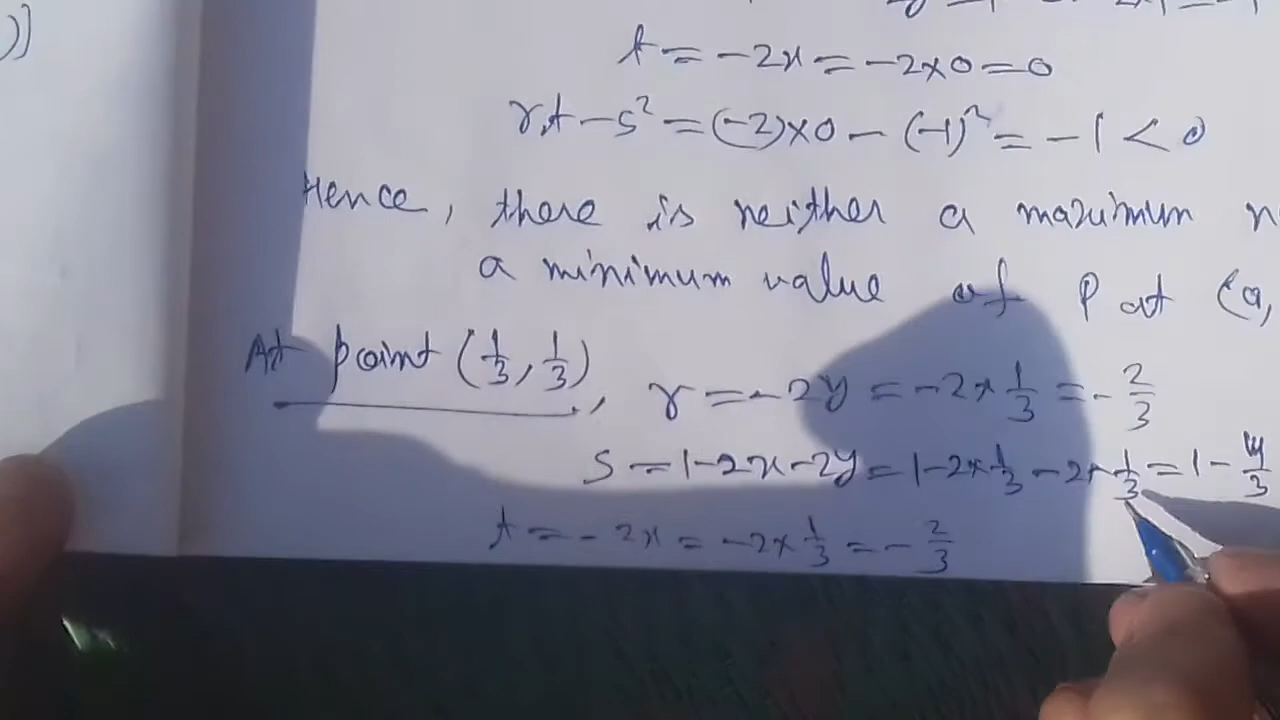 )]
t = -2x = -2×0 = 0
rt - s² = (-2)×0 - (-1)² = -1 < 0
Hence, there is neither a maximum n
a minimum value of P at (0,
At point (1/3, 1/3), r = -2y = -2×1/3 = -2/3
s = 1-2x-2y = 1-2×1/3-2×1/3 = 1-4/3
t = -2x = -2×1/3 = -2/3